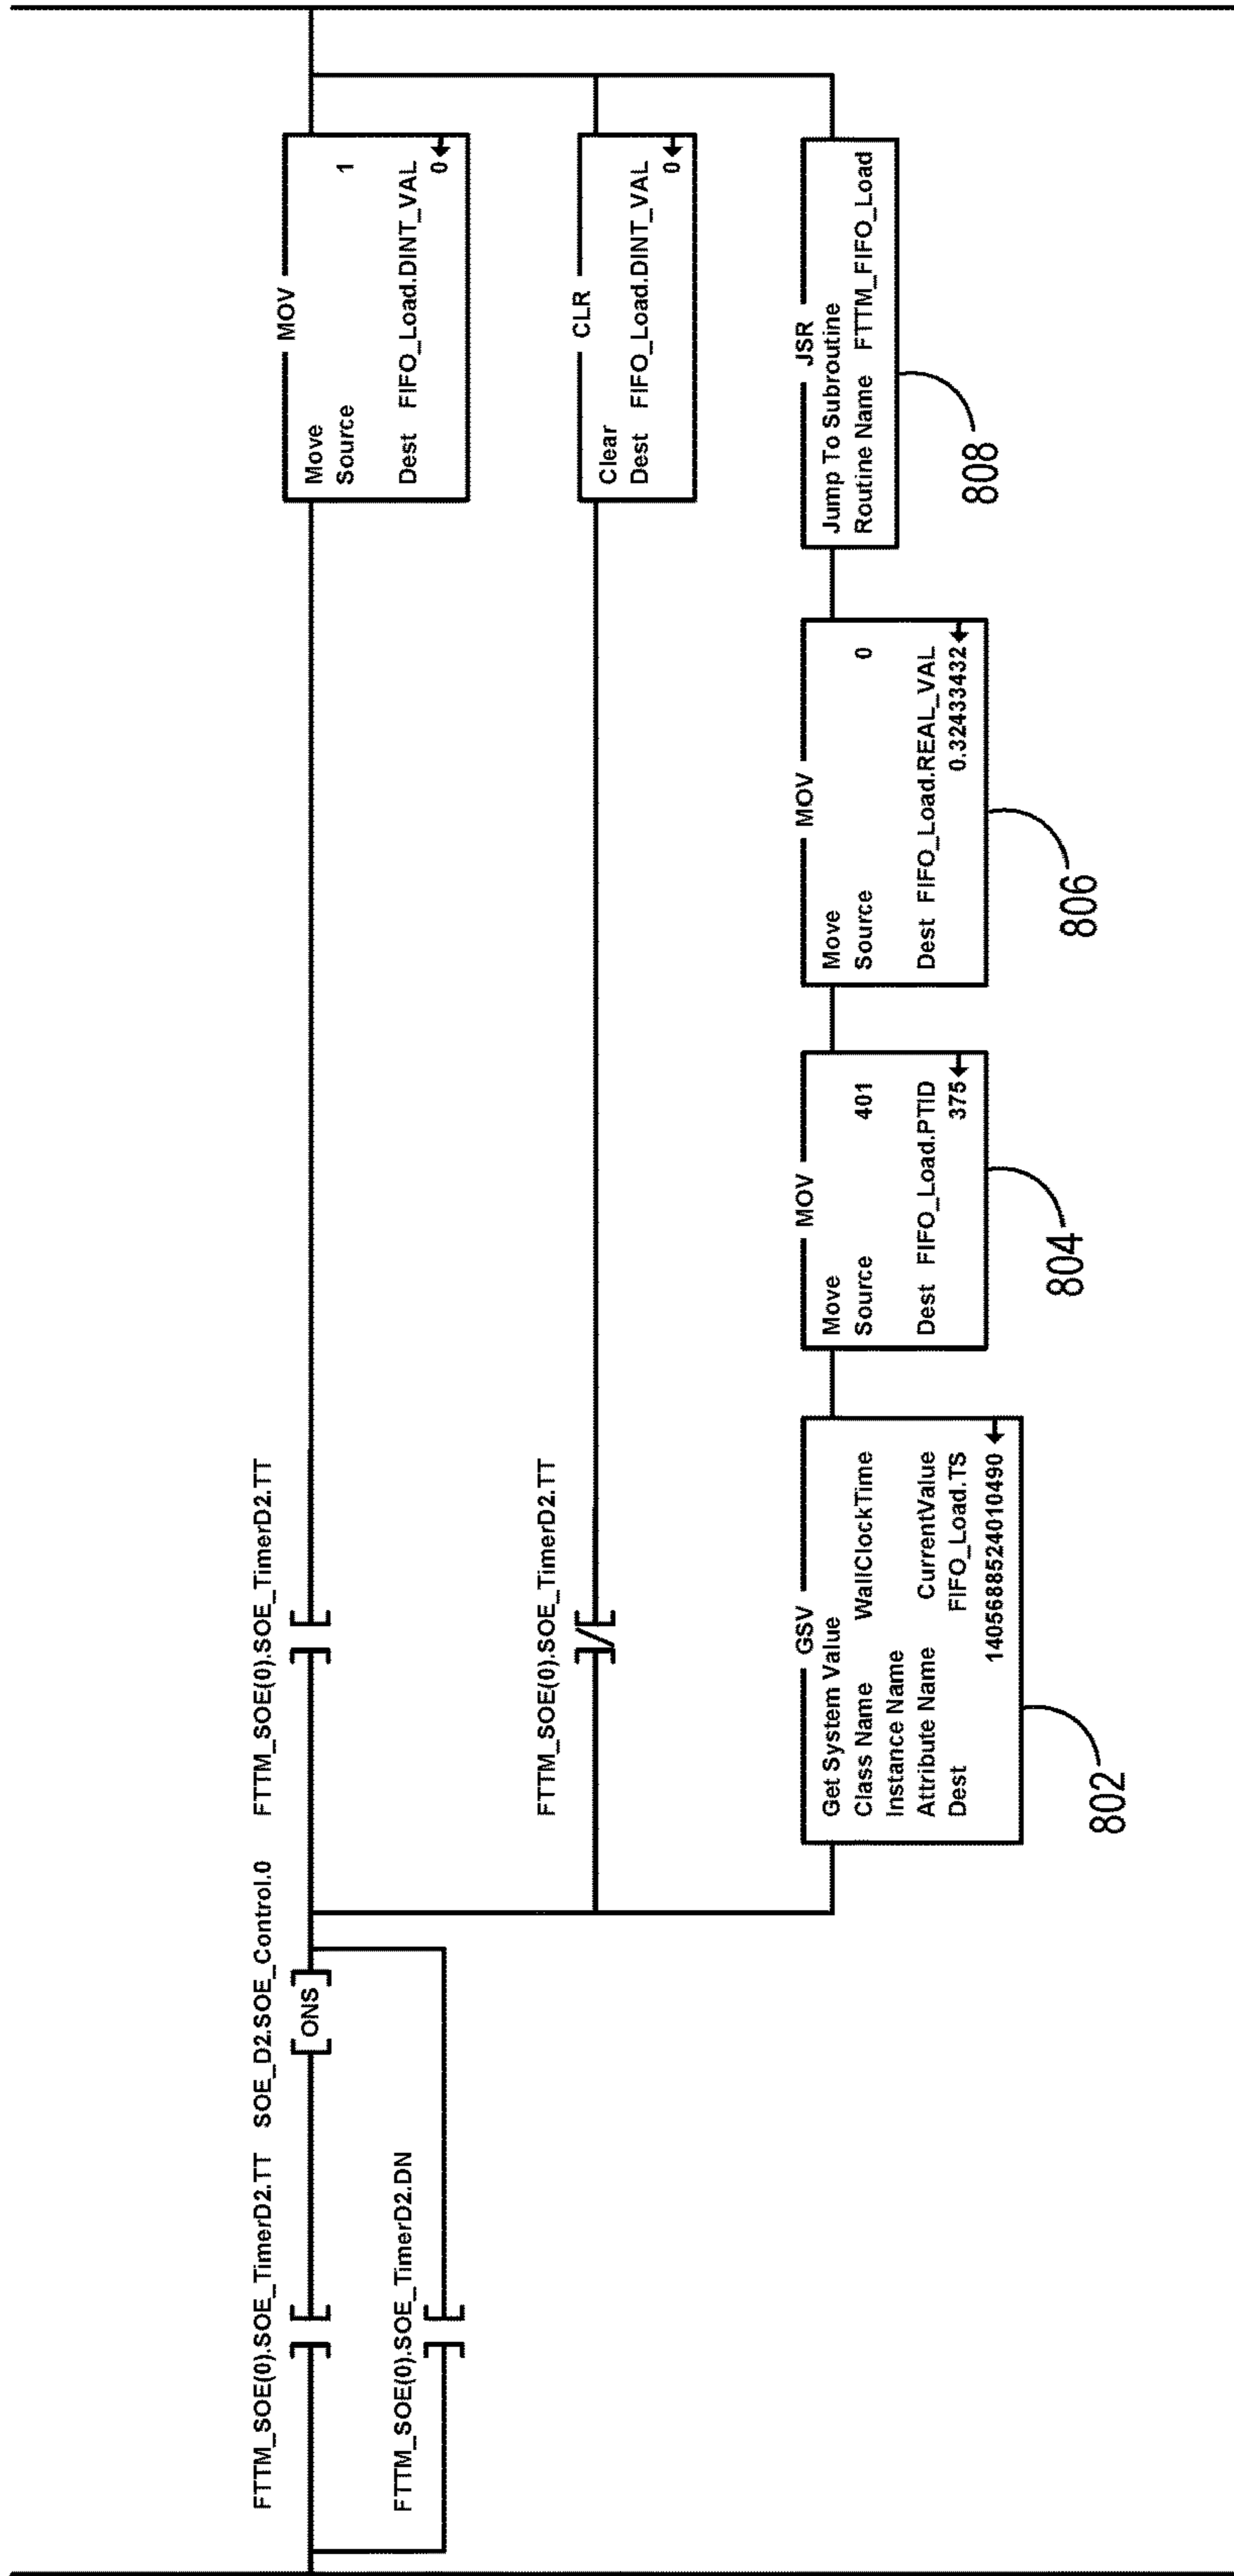 FTTM_SOE(0).SOE_TimerD2.TT SOE_D2.SOE_Control.0 FTTM_SOE(0).SOE_TimerD2.TT
ONS
MOV
Move
Source 1
Dest FIFO_Load.DINT_VAL
0
FTTM_SOE(0).SOE_TimerD2.DN
FTTM_SOE(0).SOE_TimerD2.TT
CLR
Clear
Dest FIFO_Load.DINT_VAL
0
GSV
Get System Value
Class Name WallClockTime
Instance Name
Attribute Name CurrentValue
Dest FIFO_Load.TS
1405688524010490
802
MOV
Move
Source 401
Dest FIFO_Load.PTID
375
804
MOV
Move
Source 0
Dest FIFO_Load.REAL_VAL
0.32433432
806
JSR
Jump To Subroutine
Routine Name FTTM_FIFO_Load
808